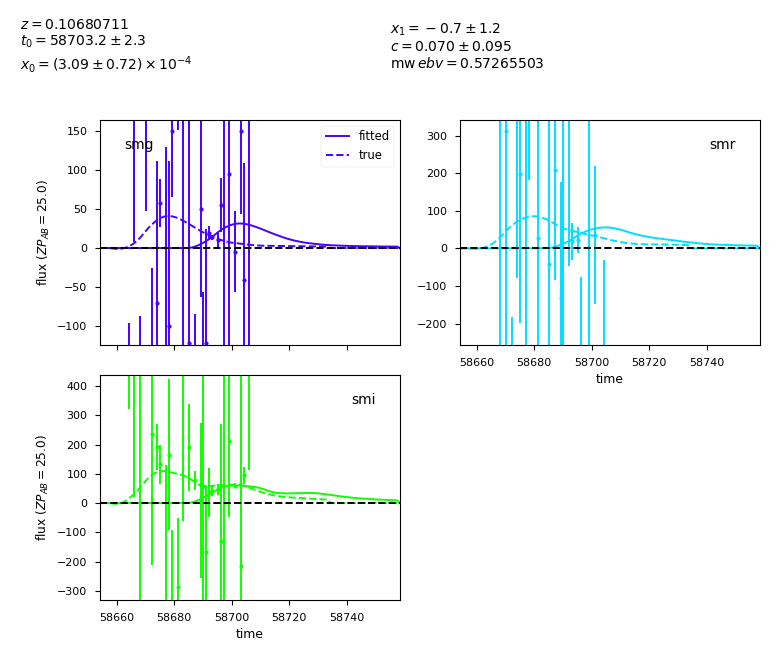 z = 0.10680711
t₀ = 58703.2 ± 2.3
x₀ = (3.09 ± 0.72) × 10⁻⁴
x₁ = −0.7 ± 1.2
c = 0.070 ± 0.095
mw ebv = 0.57265503
smg
fitted
true
150
100
50
0
−50
−100
flux (ZP_AB = 25.0)
smr
300
200
100
0
−100
−200
58660 58680 58700 58720 58740
time
smi
400
300
200
100
0
−100
−200
−300
flux (ZP_AB = 25.0)
58660 58680 58700 58720 58740
time